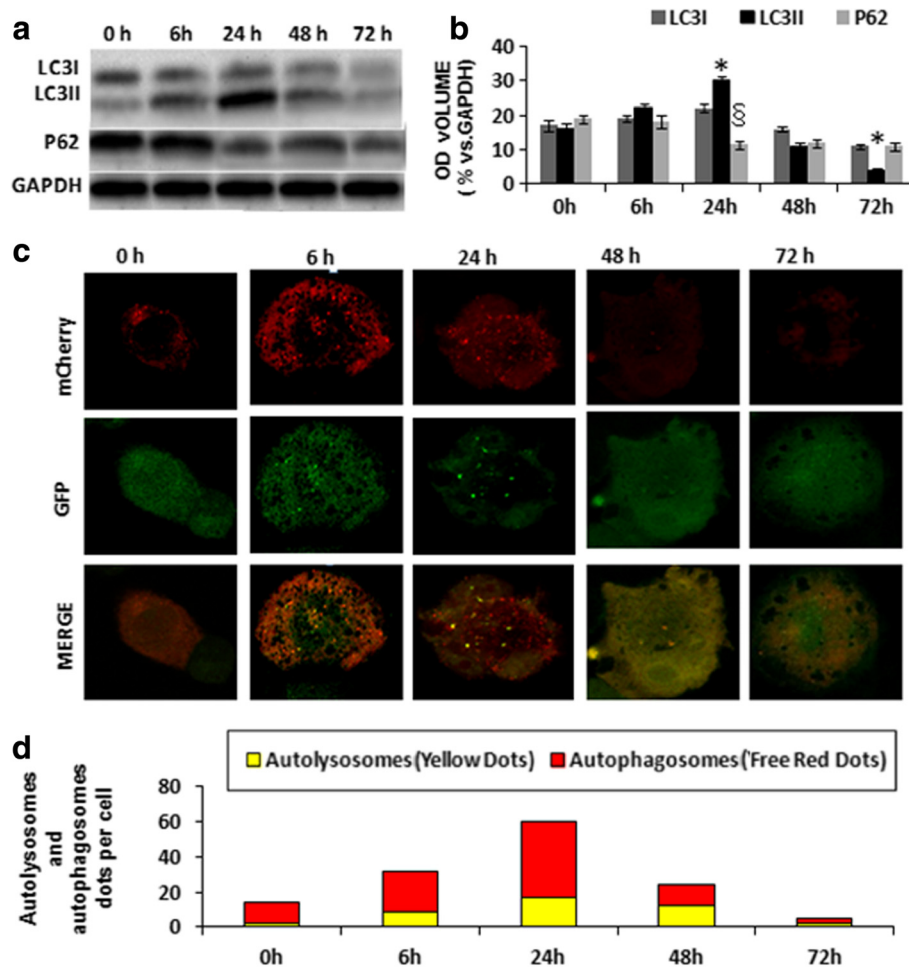 a
0 h 6h 24 h 48 h 72 h
LC3I
LC3II
P62
GAPDH
b
LC3I LC3II P62
OD vOLUME
( % vs.GAPDH)
40
30
20
10
0
*
§§
*
0h 6h 24h 48h 72h
c
0 h 6 h 24 h 48 h 72 h
mCherry
GFP
MERGE
d
Autolysosomes(Yellow Dots) Autophagosomes('Free Red Dots)
Autolysosomes
and
autophagosomes
dots per cell
80
60
40
20
0
0h 6h 24h 48h 72h